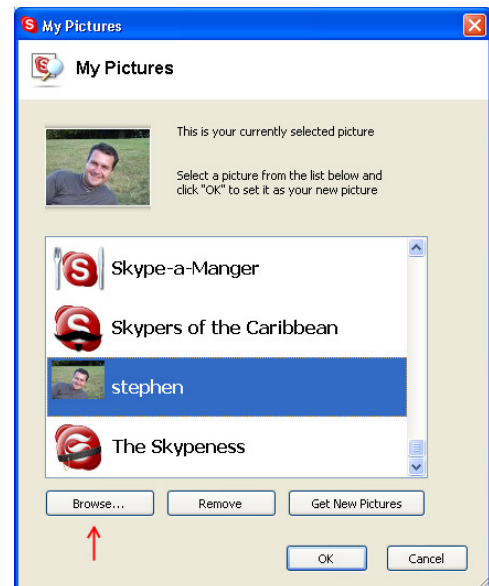 My Pictures
My Pictures
This is your currently selected picture
Select a picture from the list below and
click "OK" to set it as your new picture
Skype-a-Manger
Skypers of the Caribbean
stephen
The Skypeness
Browse... Remove Get New Pictures
OK Cancel